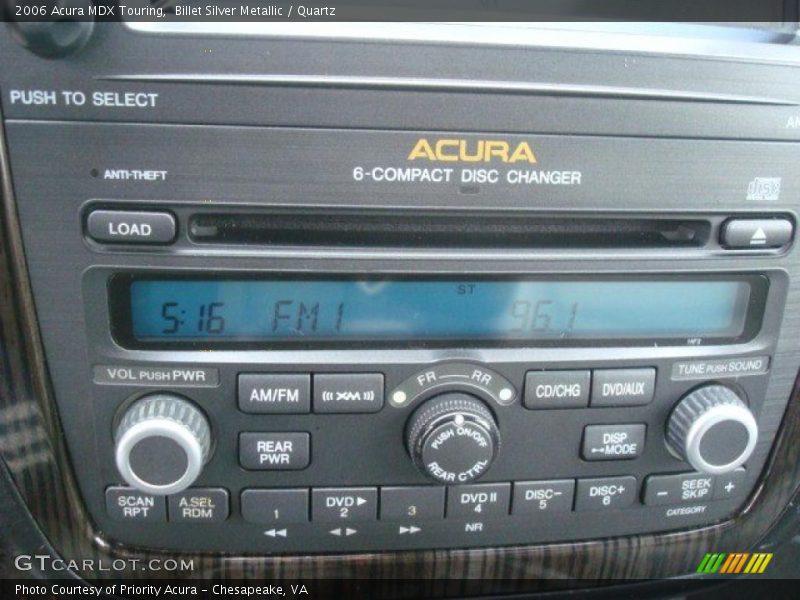 2006 Acura MDX Touring, Billet Silver Metallic / Quartz
PUSH TO SELECT
ACURA
ANTI-THEFT
6-COMPACT DISC CHANGER
disc
LOAD
ST
5:16 FM1 96.1
MP3
VOL PUSH PWR
TUNE PUSH SOUND
FR RR
AM/FM
((( XM )))
CD/CHG
DVD/AUX
PUSH ON/OFF
REAR CTRL
REAR
PWR
DISP
MODE
SCAN
RPT
A.SEL
RDM
1
DVD
2
3
DVD
4
DISC-
5
DISC+
6
- SEEK SKIP +
NR
CATEGORY
GTCARLOT.COM
Photo Courtesy of Priority Acura - Chesapeake, VA